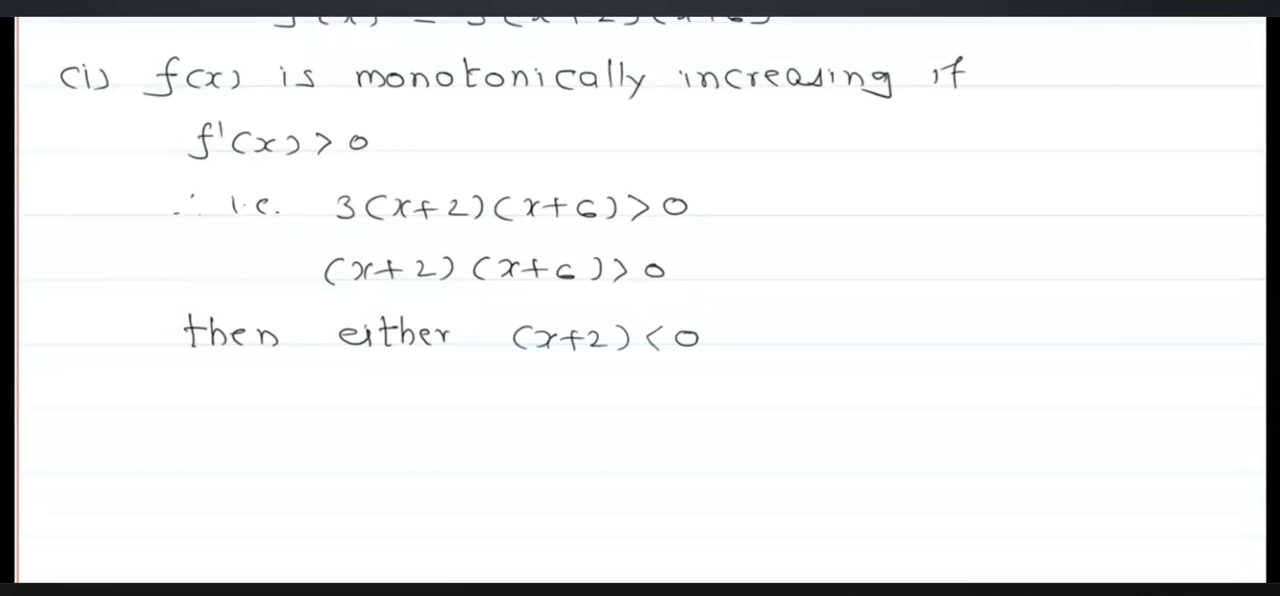 (i) f(x) is monotonically increasing if
f'(x) > 0
∴ i.e. 3(x+2)(x+6) > 0
(x+2)(x+6) > 0
then either (x+2) < 0